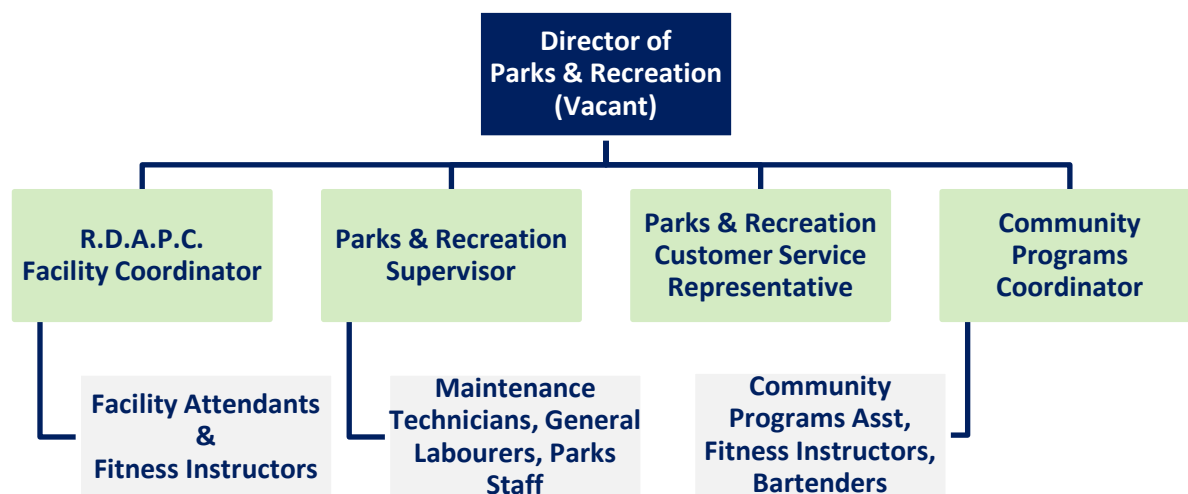 Director of
Parks & Recreation
(Vacant)
R.D.A.P.C.
Facility Coordinator
Parks & Recreation
Supervisor
Parks & Recreation
Customer Service
Representative
Community
Programs
Coordinator
Facility Attendants
&
Fitness Instructors
Maintenance
Technicians, General
Labourers, Parks
Staff
Community
Programs Asst,
Fitness Instructors,
Bartenders